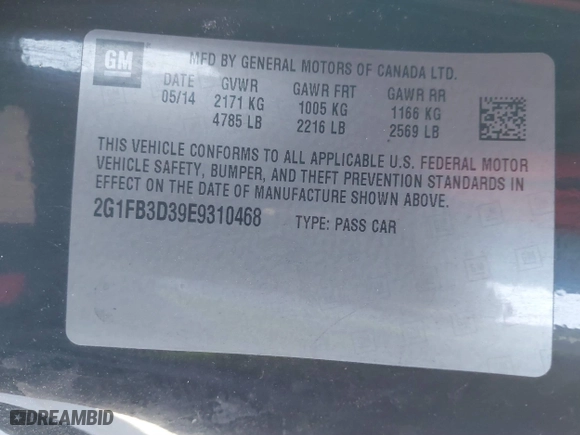 GM
MFD BY GENERAL MOTORS OF CANADA LTD.
DATE GVWR GAWR FRT GAWR RR
05/14 2171 KG 1005 KG 1166 KG
4785 LB 2216 LB 2569 LB
THIS VEHICLE CONFORMS TO ALL APPLICABLE U.S. FEDERAL MOTOR
VEHICLE SAFETY, BUMPER, AND THEFT PREVENTION STANDARDS IN
EFFECT ON THE DATE OF MANUFACTURE SHOWN ABOVE.
2G1FB3D39E9310468 TYPE: PASS CAR
DREAMBID